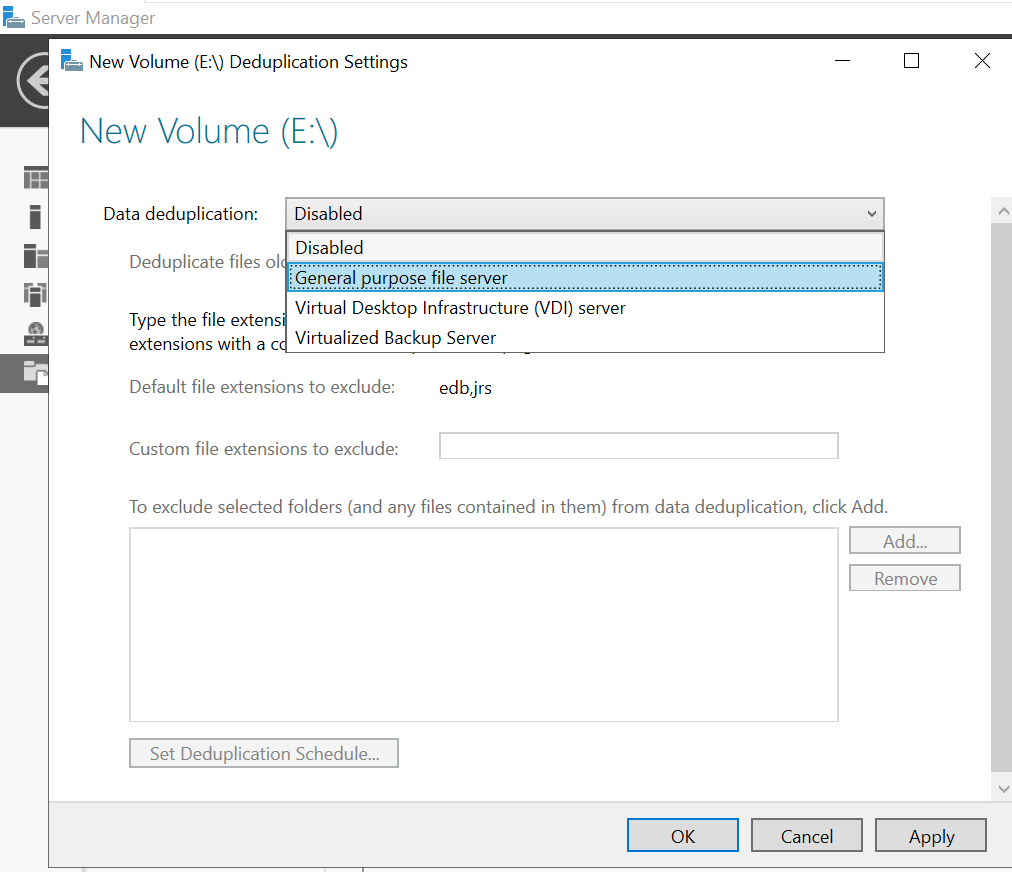 Server Manager
New Volume (E:\) Deduplication Settings
New Volume (E:\)
Data deduplication: Disabled
Disabled
Deduplicate files
General purpose file server
Virtual Desktop Infrastructure (VDI) server
Type the file
Virtualized Backup Server
extensions with a
Default file extensions to exclude: edb,jrs
Custom file extensions to exclude:
To exclude selected folders (and any files contained in them) from data deduplication, click Add.
Add...
Remove
Set Deduplication Schedule...
OK Cancel Apply